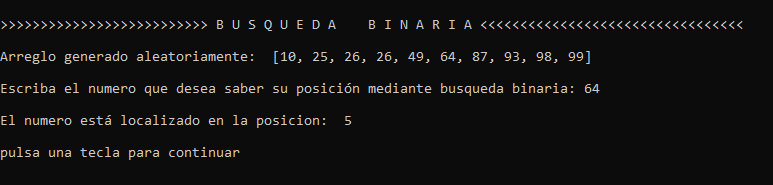 >>>>>>>>>>>>>>>>>>>>>>>>>> B U S Q U E D A    B I N A R I A <<<<<<<<<<<<<<<<<<<<<<<<<<<<<<<<<
Arreglo generado aleatoriamente:  [10, 25, 26, 26, 49, 64, 87, 93, 98, 99]
Escriba el numero que desea saber su posición mediante busqueda binaria: 64
El numero está localizado en la posicion:  5
pulsa una tecla para continuar